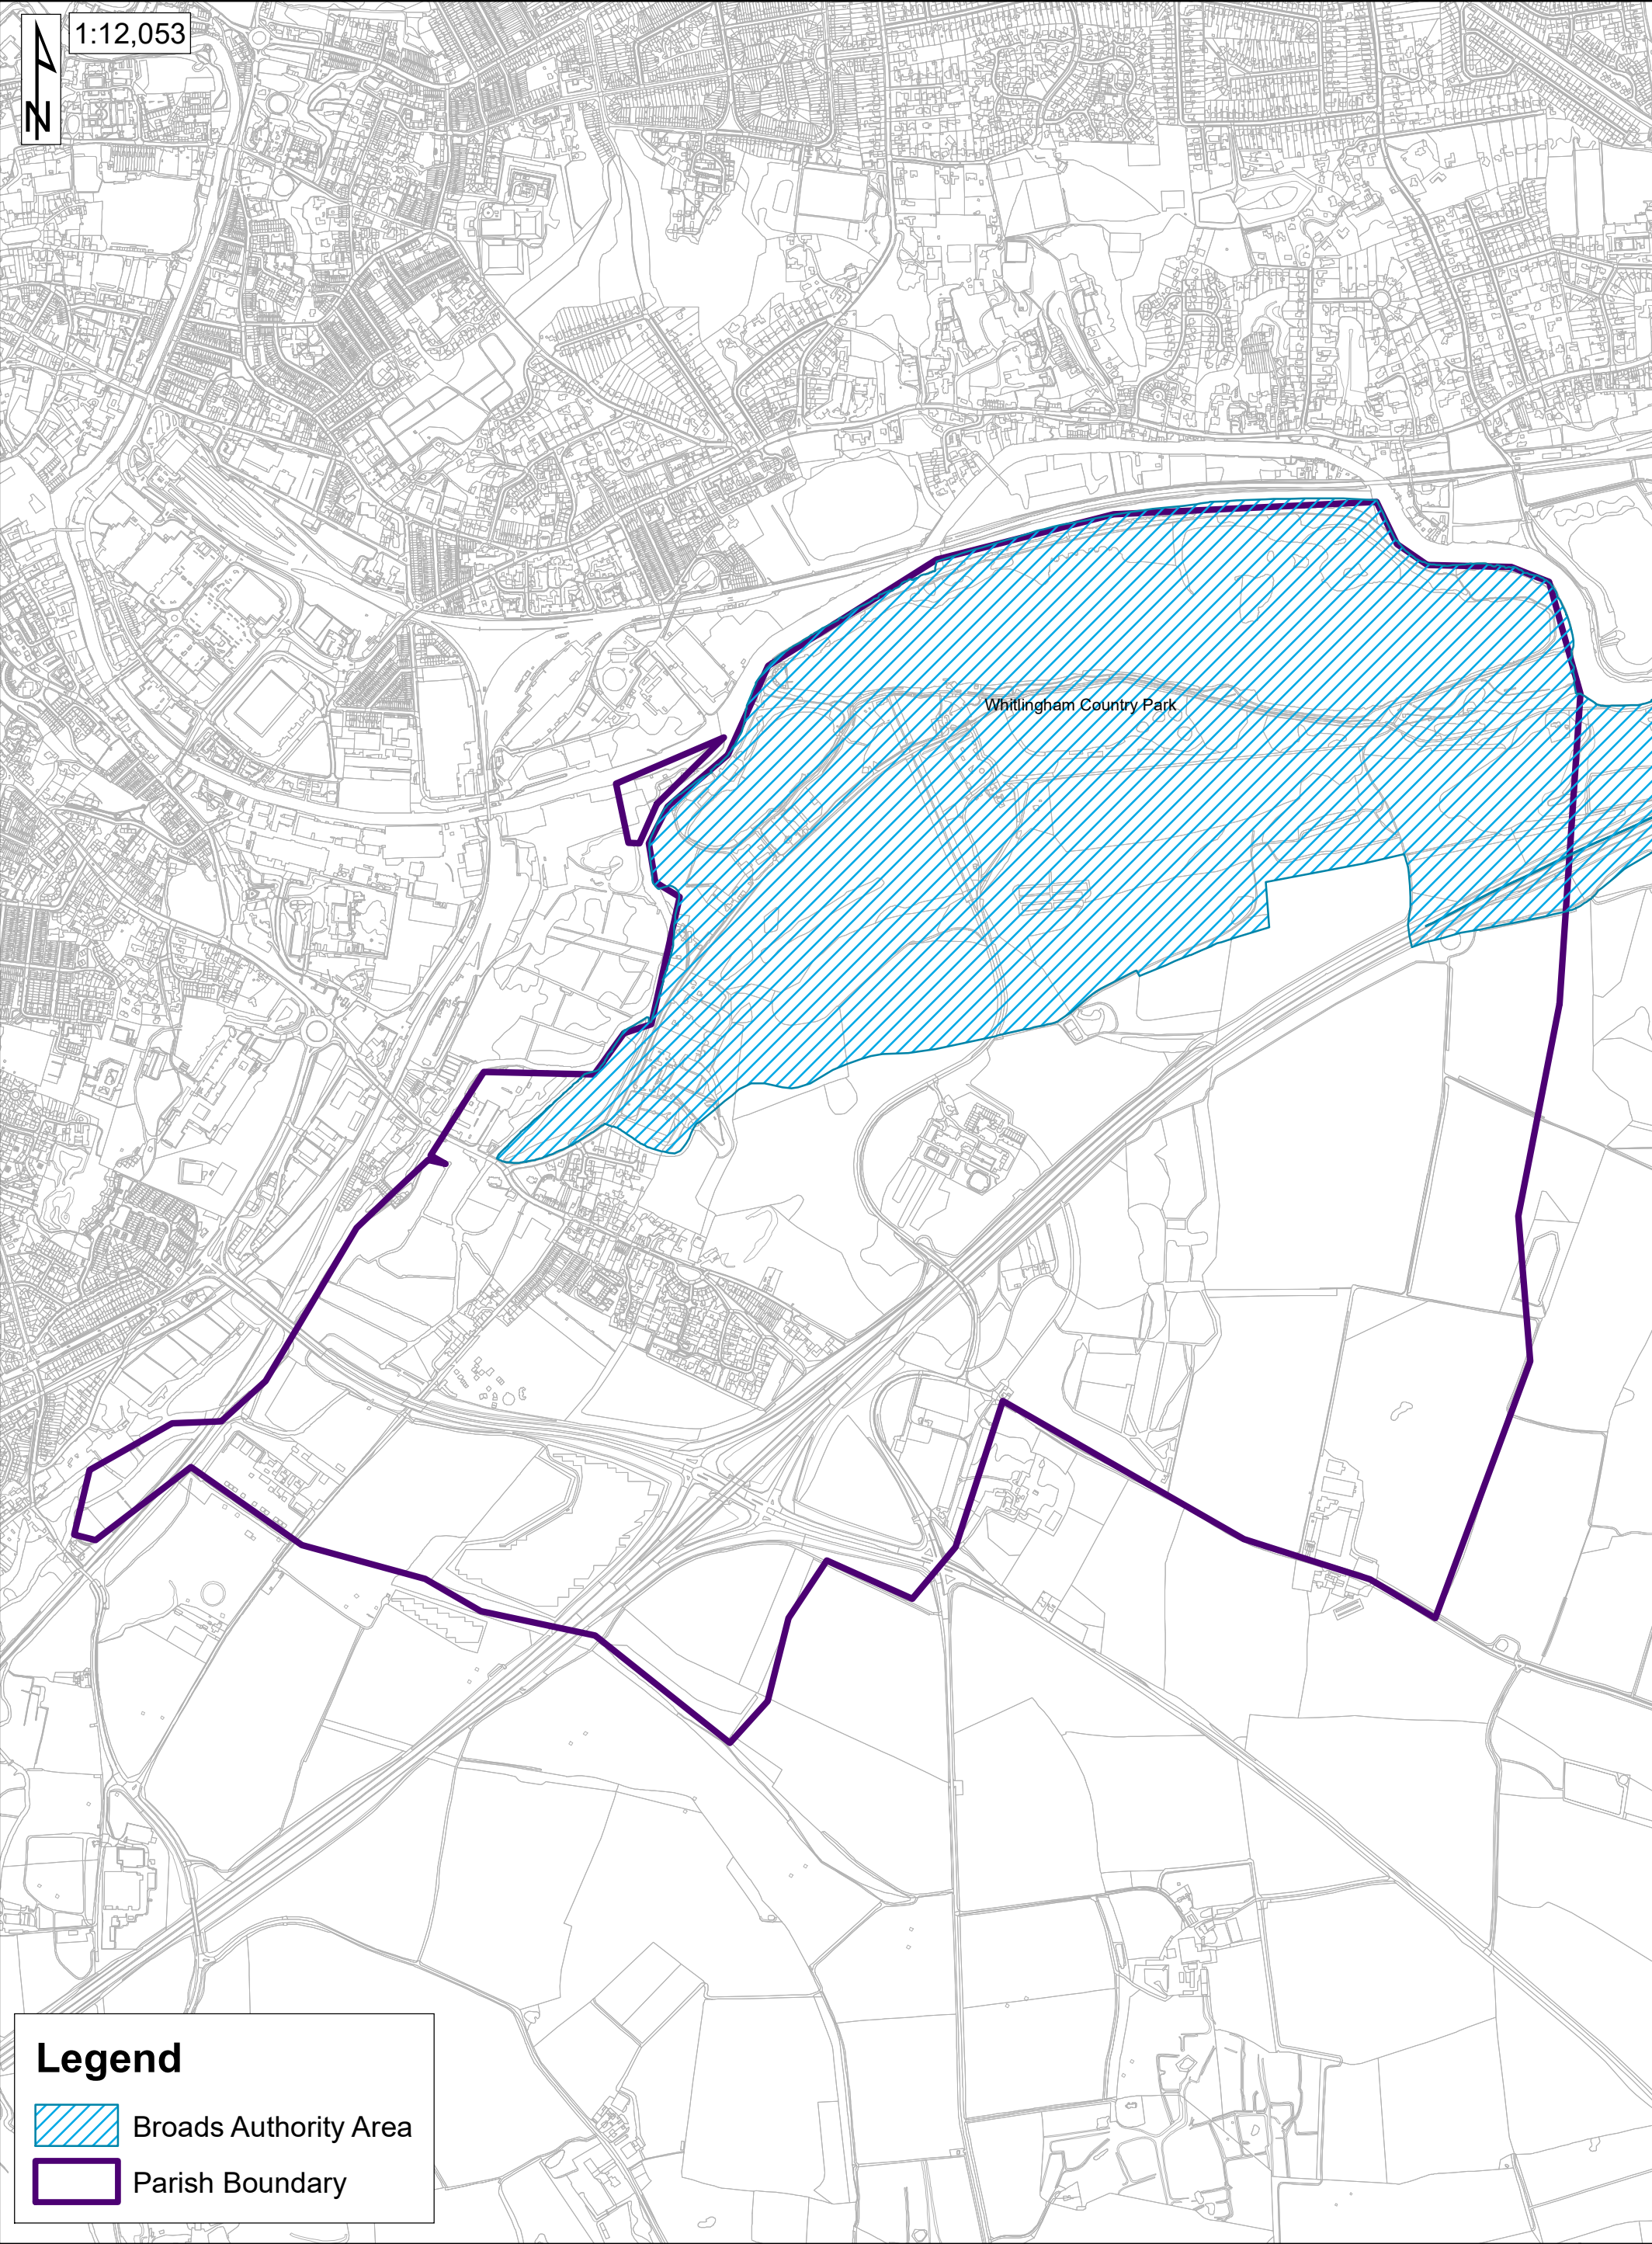 1:12,053
N
Whitlingham Country Park
Legend
Broads Authority Area
Parish Boundary